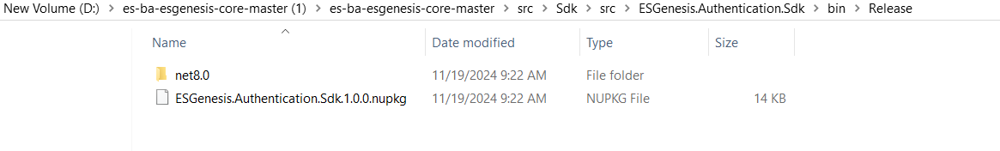 New Volume (D:) > es-ba-esgenesis-core-master (1) > es-ba-esgenesis-core-master > src > Sdk > src > ESGenesis.Authentication.Sdk > bin > Release
Name Date modified Type Size
net8.0 11/19/2024 9:22 AM File folder
ESGenesis.Authentication.Sdk.1.0.0.nupkg 11/19/2024 9:22 AM NUPKG File 14 KB